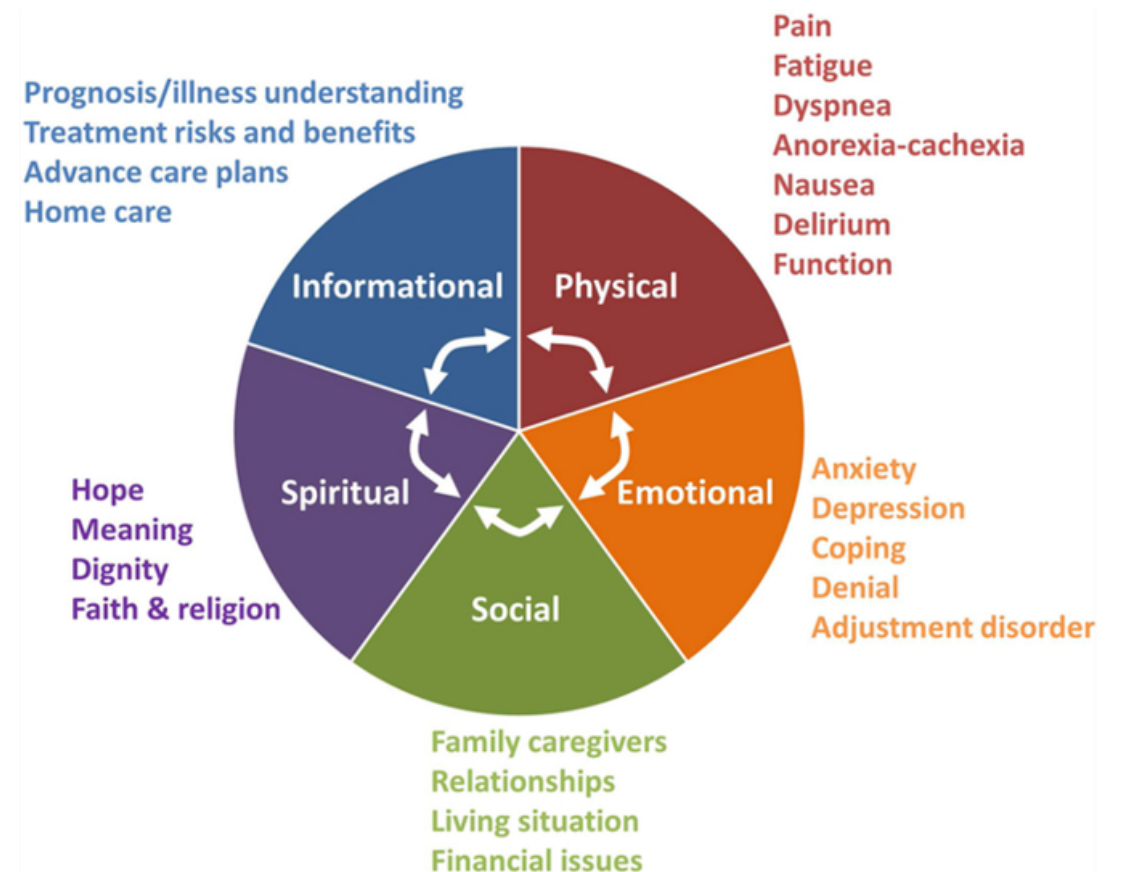 Prognosis/illness understanding
Treatment risks and benefits
Advance care plans
Home care
Pain
Fatigue
Dyspnea
Anorexia-cachexia
Nausea
Delirium
Function
Informational
Physical
Spiritual
Emotional
Social
Hope
Meaning
Dignity
Faith & religion
Anxiety
Depression
Coping
Denial
Adjustment disorder
Family caregivers
Relationships
Living situation
Financial issues